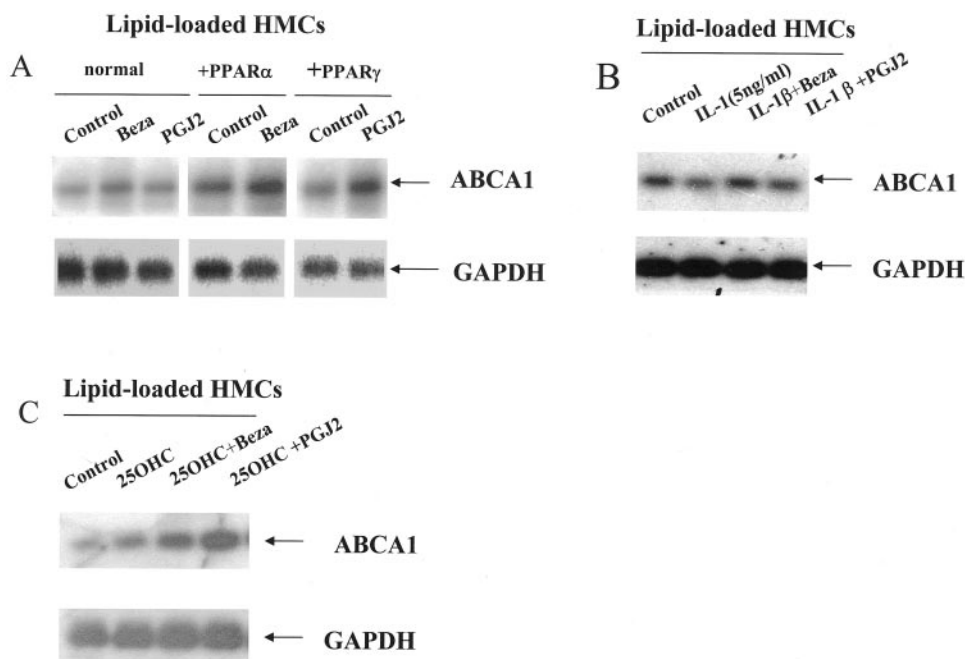 Lipid-loaded HMCs
A
normal +PPARα +PPARγ
Control Beza PGJ2 Control Beza Control PGJ2
ABCA1
GAPDH
Lipid-loaded HMCs
B
Control IL-1(5ng/ml) IL-1β+Beza IL-1 β +PGJ2
ABCA1
GAPDH
Lipid-loaded HMCs
C
Control 25OHC 25OHC+Beza 25OHC +PGJ2
ABCA1
GAPDH